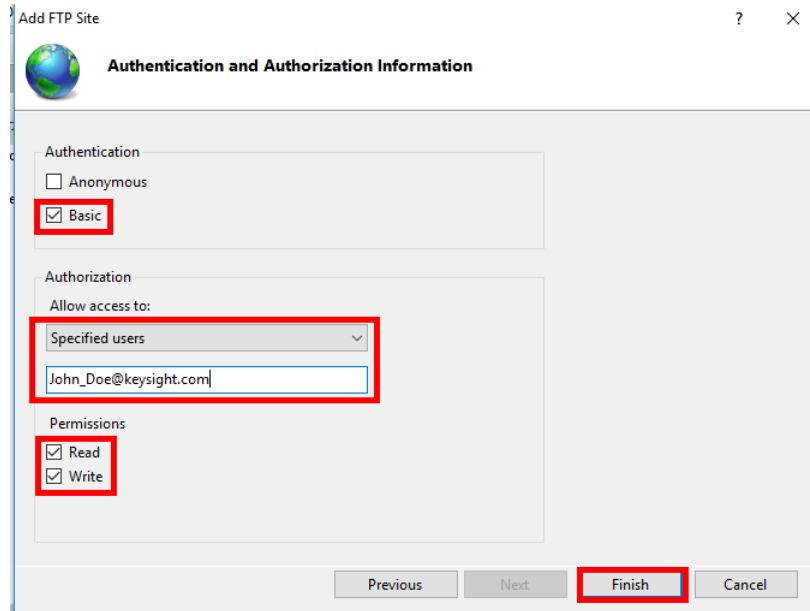 Add FTP Site
?
Authentication and Authorization Information
Authentication
Anonymous
Basic
Authorization
Allow access to:
Specified users
John_Doe@keysight.com
Permissions
Read
Write
Previous Next Finish Cancel